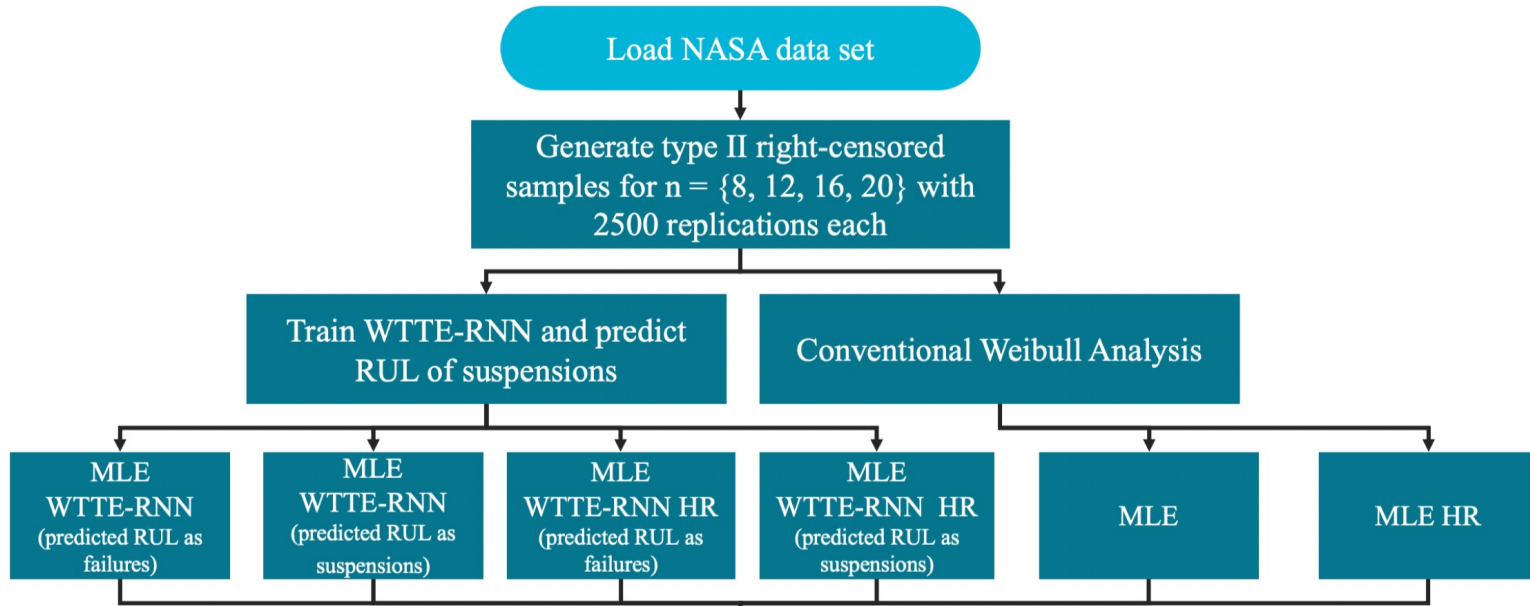 Load NASA data set
Generate type II right-censored
samples for n = {8, 12, 16, 20} with
2500 replications each
Train WTTE-RNN and predict
RUL of suspensions
Conventional Weibull Analysis
MLE
WTTE-RNN
(predicted RUL as
failures)
MLE
WTTE-RNN
(predicted RUL as
suspensions)
MLE
WTTE-RNN HR
(predicted RUL as
failures)
MLE
WTTE-RNN HR
(predicted RUL as
suspensions)
MLE
MLE HR